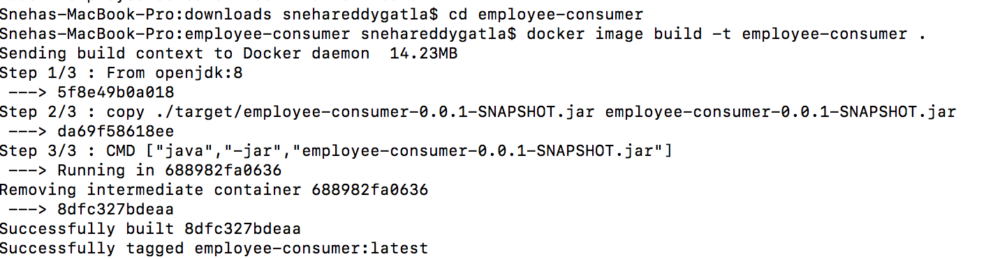 Snehas-MacBook-Pro:downloads snehareddygatla$ cd employee-consumer
Snehas-MacBook-Pro:employee-consumer snehareddygatla$ docker image build -t employee-consumer .
Sending build context to Docker daemon  14.23MB
Step 1/3 : From openjdk:8
 ---> 5f8e49b0a018
Step 2/3 : copy ./target/employee-consumer-0.0.1-SNAPSHOT.jar employee-consumer-0.0.1-SNAPSHOT.jar
 ---> da69f58618ee
Step 3/3 : CMD ["java","-jar","employee-consumer-0.0.1-SNAPSHOT.jar"]
 ---> Running in 688982fa0636
Removing intermediate container 688982fa0636
 ---> 8dfc327bdeaa
Successfully built 8dfc327bdeaa
Successfully tagged employee-consumer:latest